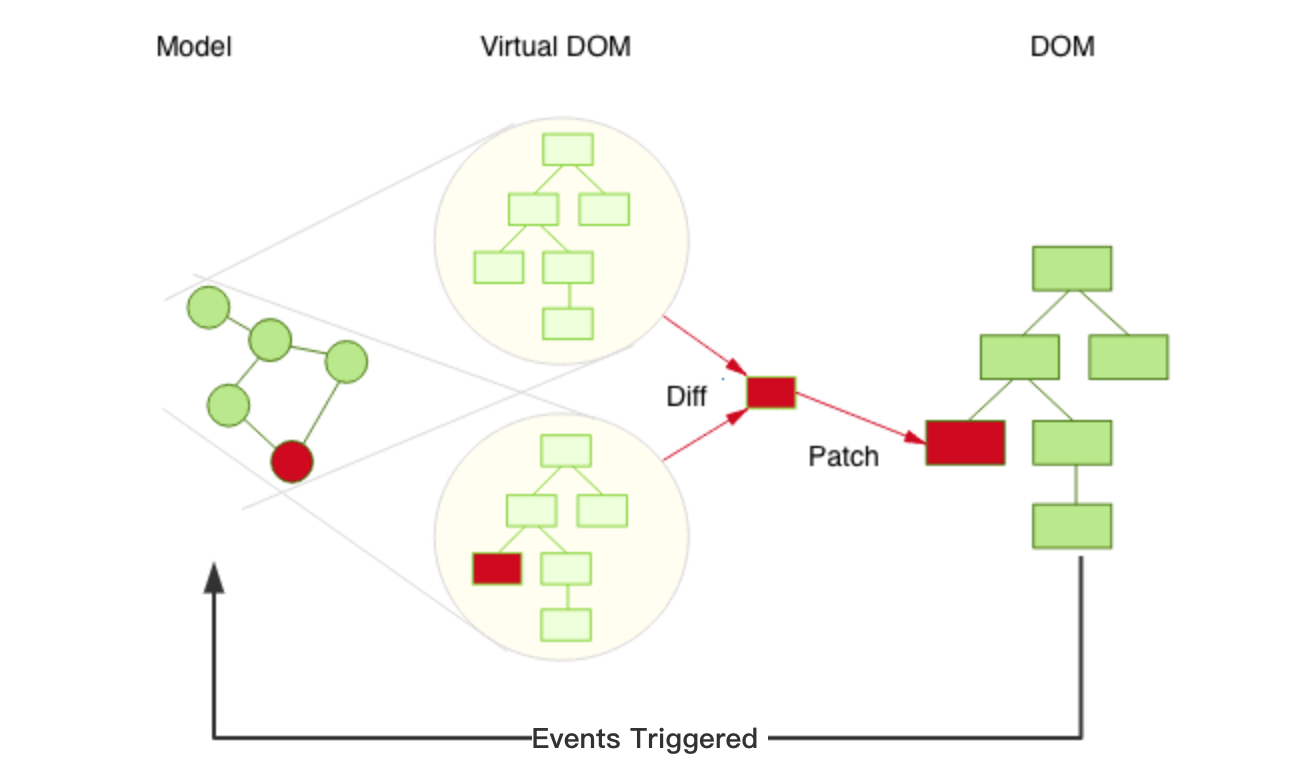 Model
Virtual DOM
DOM
Diff
Patch
Events Triggered